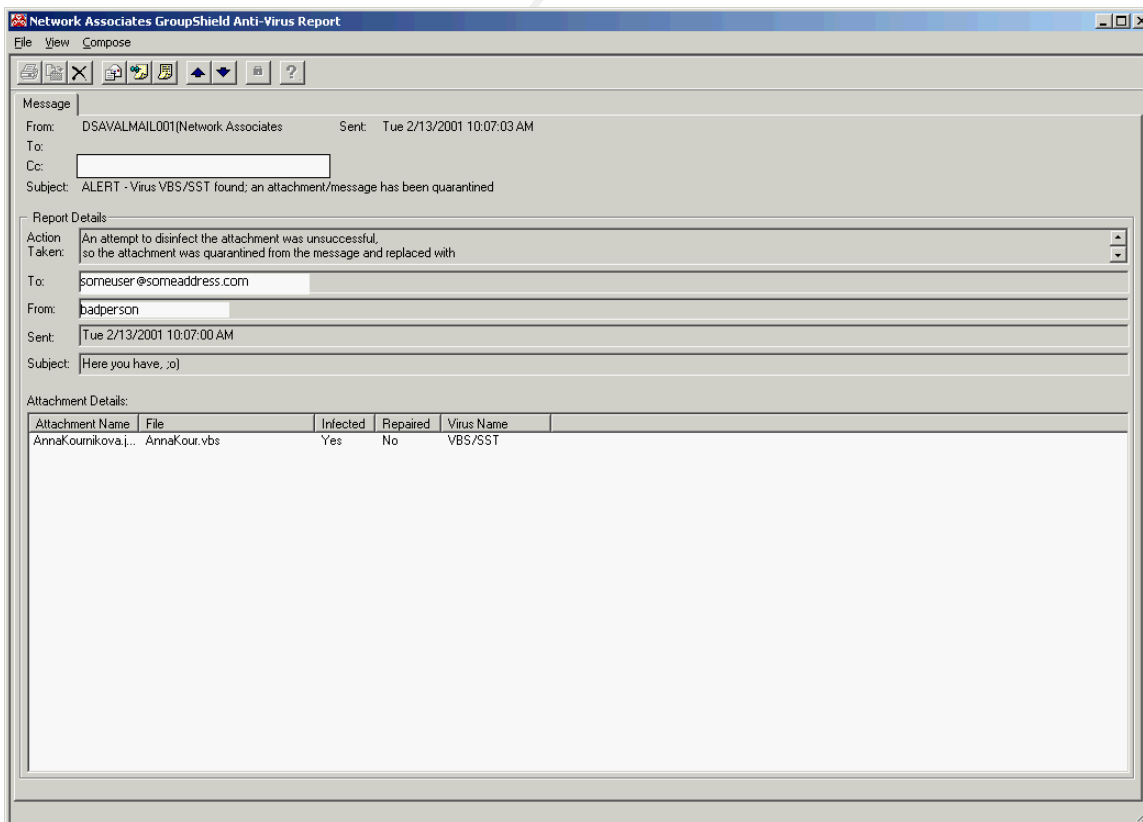 Network Associates GroupShield Anti-Virus Report
File View Compose
Message
From: DSAVALMAIL001(Network Associates Sent: Tue 2/13/2001 10:07:03 AM
To:
Cc:
Subject: ALERT - Virus VBS/SST found; an attachment/message has been quarantined
Report Details
Action Taken: An attempt to disinfect the attachment was unsuccessful,
so the attachment was quarantined from the message and replaced with
To: someuser@someaddress.com
From: badperson
Sent: Tue 2/13/2001 10:07:00 AM
Subject: Here you have, ;o)
Attachment Details:
Attachment Name File Infected Repaired Virus Name
AnnaKournikova.j... AnnaKour.vbs Yes No VBS/SST